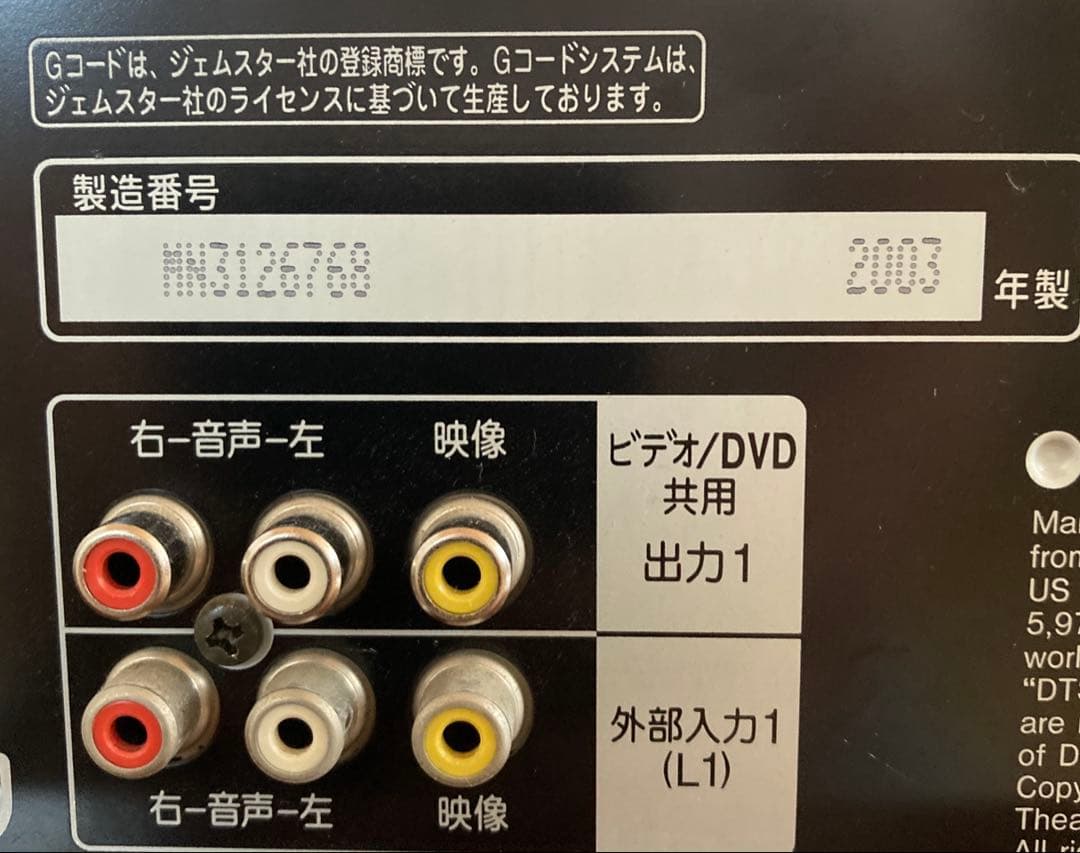 Gコードは、ジェムスター社の登録商標です。Gコードシステムは、
ジェムスター社のライセンスに基づいて生産しております。
製造番号
2003 年製
右ー音声ー左 映像
ビデオ/DVD
共用
出力1
外部入力1
(L1)
右ー音声ー左 映像
from
US
5,97
are
of D
Copy